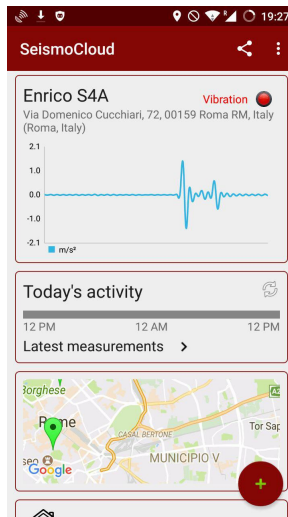 19:27
SeismoCloud
Enrico S4A
Vibration
Via Domenico Cucchiari, 72, 00159 Roma RM, Italy
(Roma, Italy)
2.1
1.0
0.0
-1.0
-2.1
m/s²
Today's activity
12 PM 12 AM 12 PM
Latest measurements
Borghese
Rome
CASAL BERTONE
Tor Sap
MUNICIPIO V
Google
+